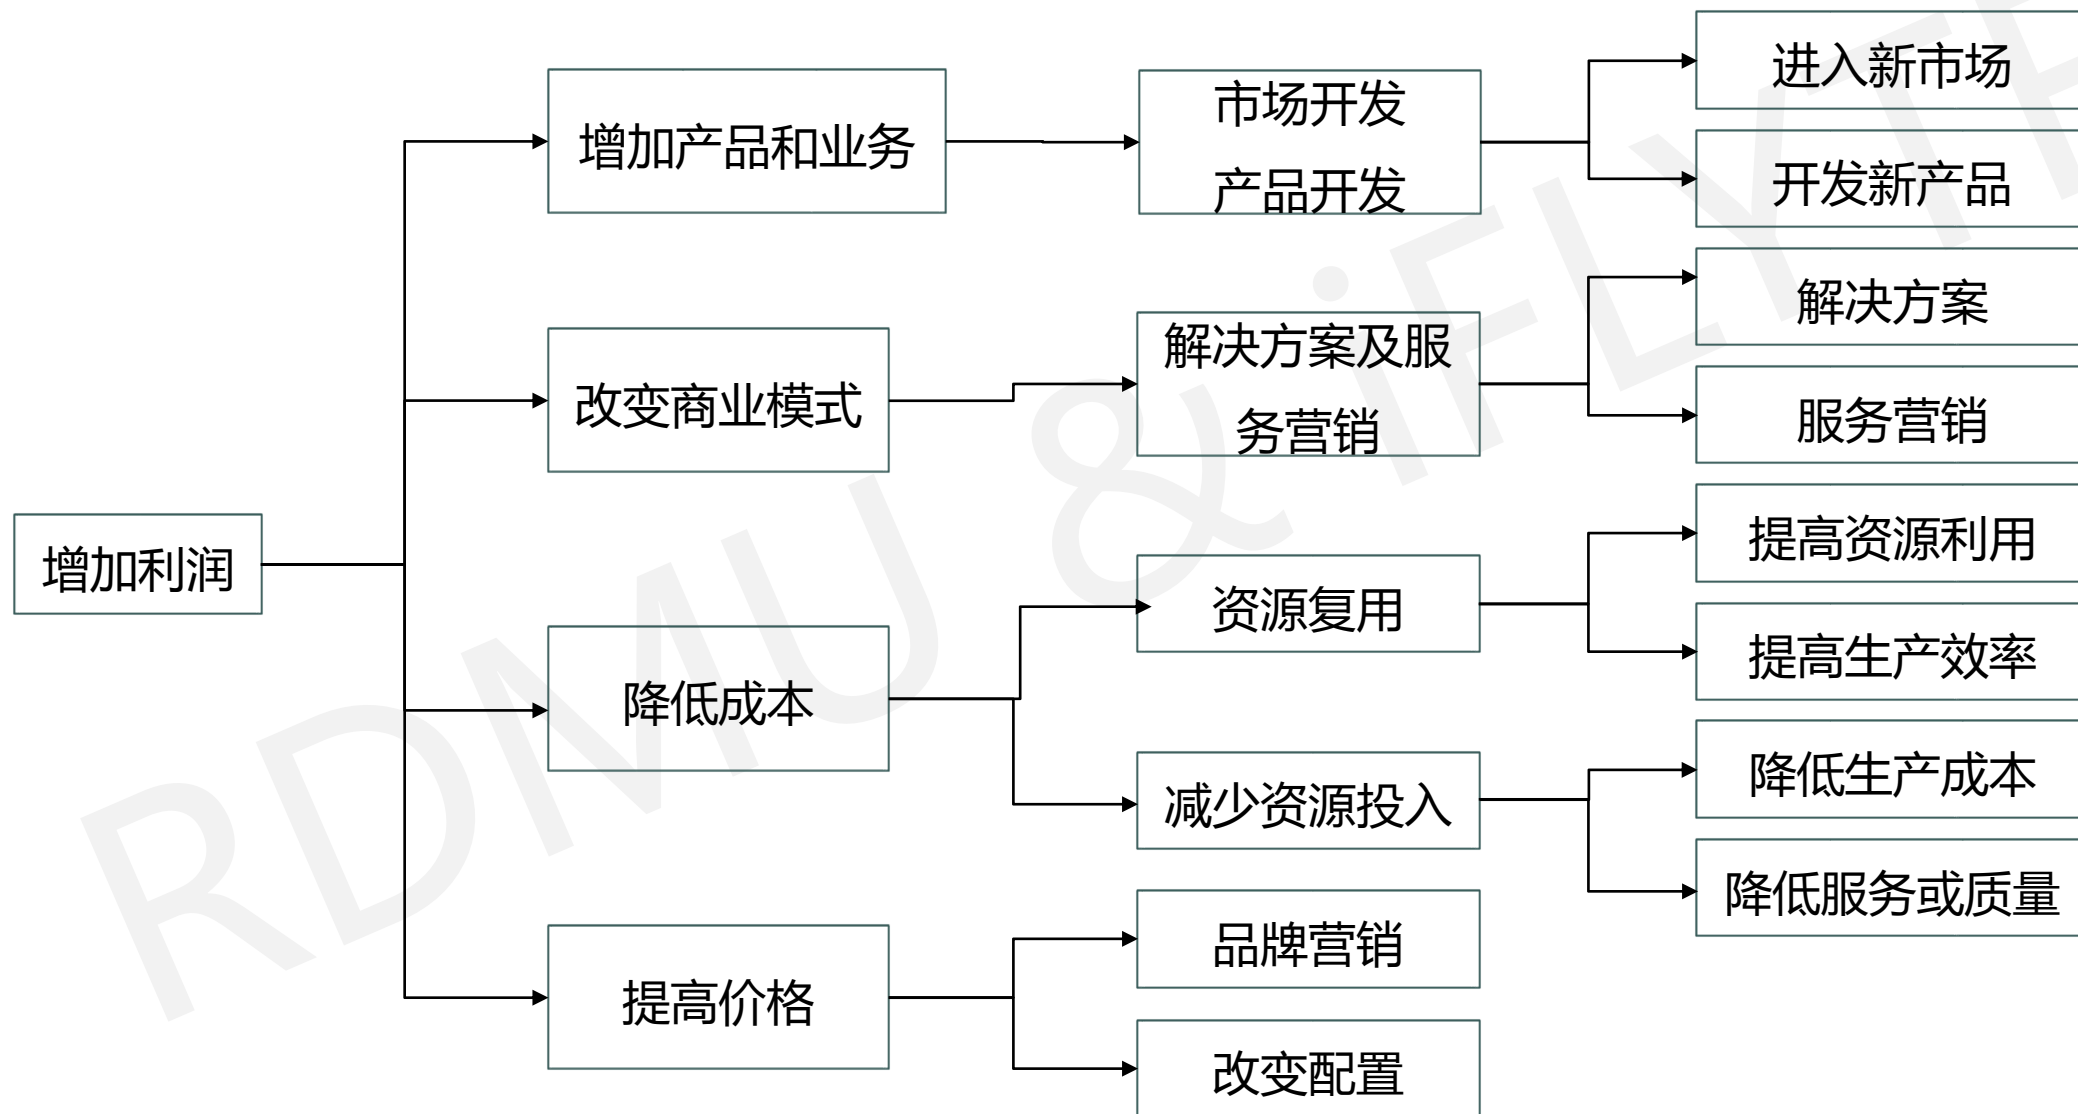 增加利润
增加产品和业务
市场开发
产品开发
进入新市场
开发新产品
改变商业模式
解决方案及服
务营销
解决方案
服务营销
降低成本
资源复用
提高资源利用
提高生产效率
减少资源投入
降低生产成本
降低服务或质量
提高价格
品牌营销
改变配置
RDMU & iFLYTE